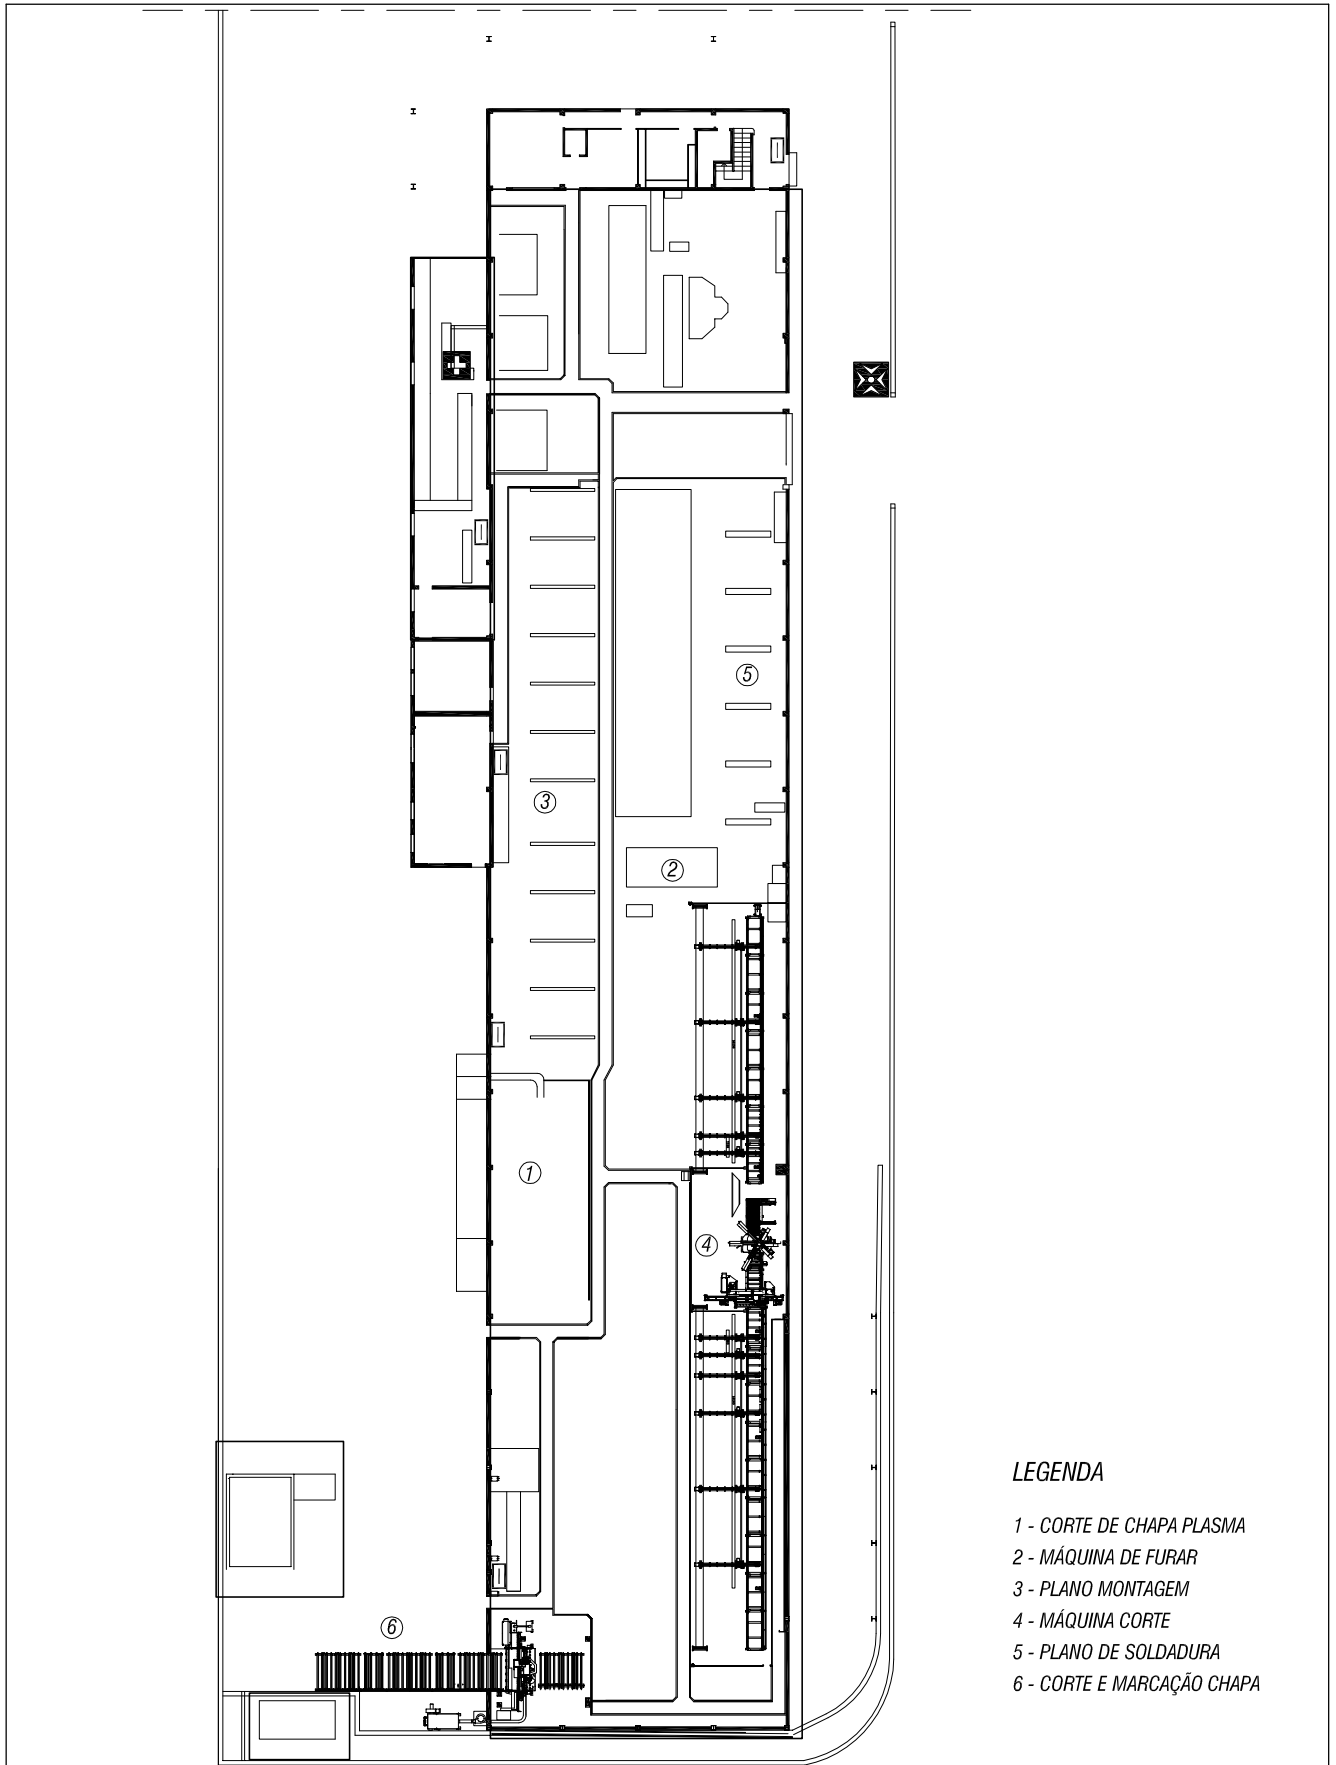 5
3
2
1
4
6
LEGENDA
1 - CORTE DE CHAPA PLASMA
2 - MÁQUINA DE FURAR
3 - PLANO MONTAGEM
4 - MÁQUINA CORTE
5 - PLANO DE SOLDADURA
6 - CORTE E MARCAÇÃO CHAPA